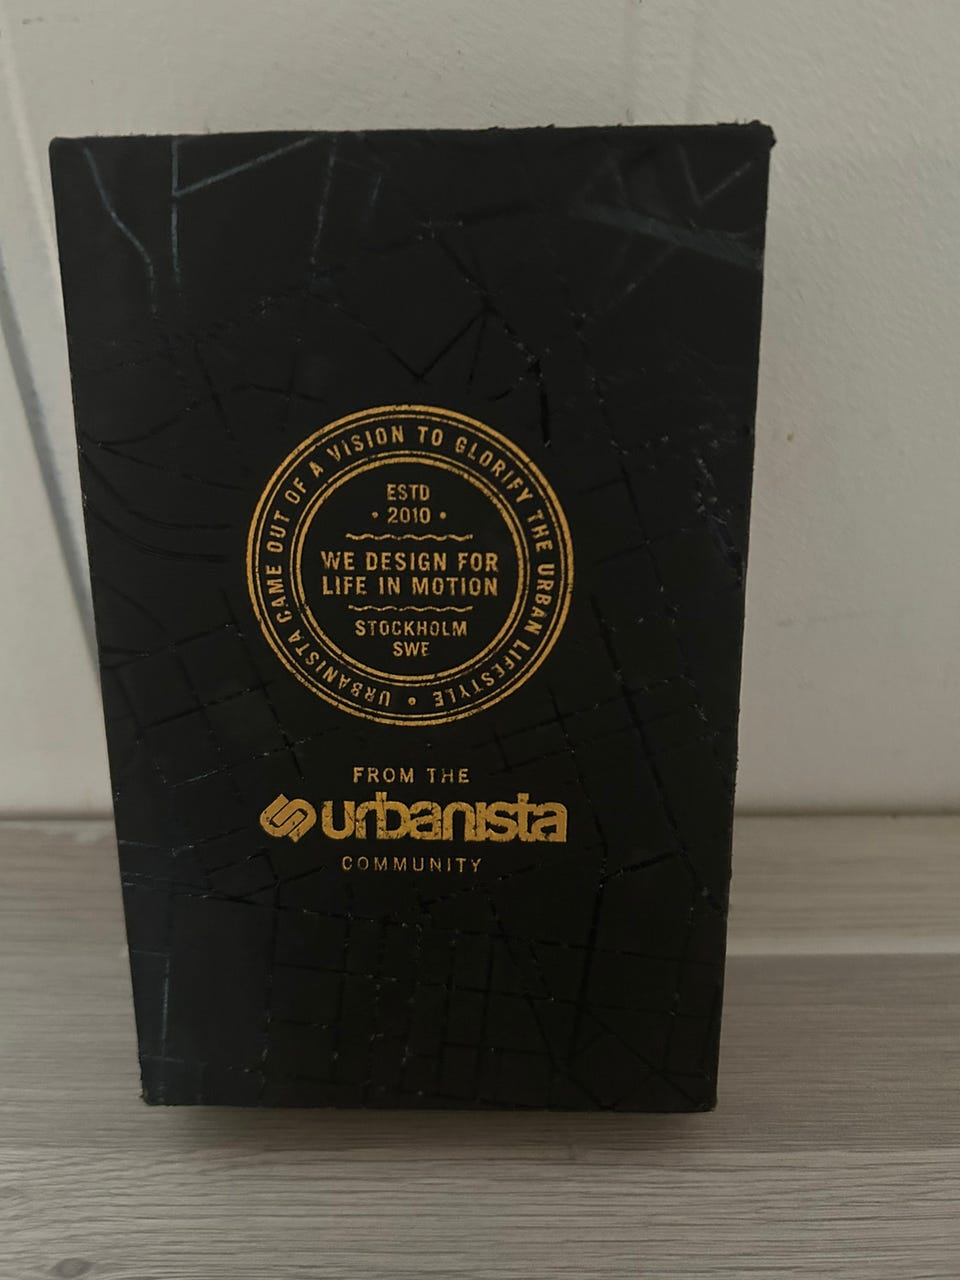 URBANISTA CAME OUT OF A VISION TO GLORIFY THE URBAN LIFESTYLE •
ESTD
• 2010 •
WE DESIGN FOR
LIFE IN MOTION
STOCKHOLM
SWE
FROM THE
urbanista
COMMUNITY